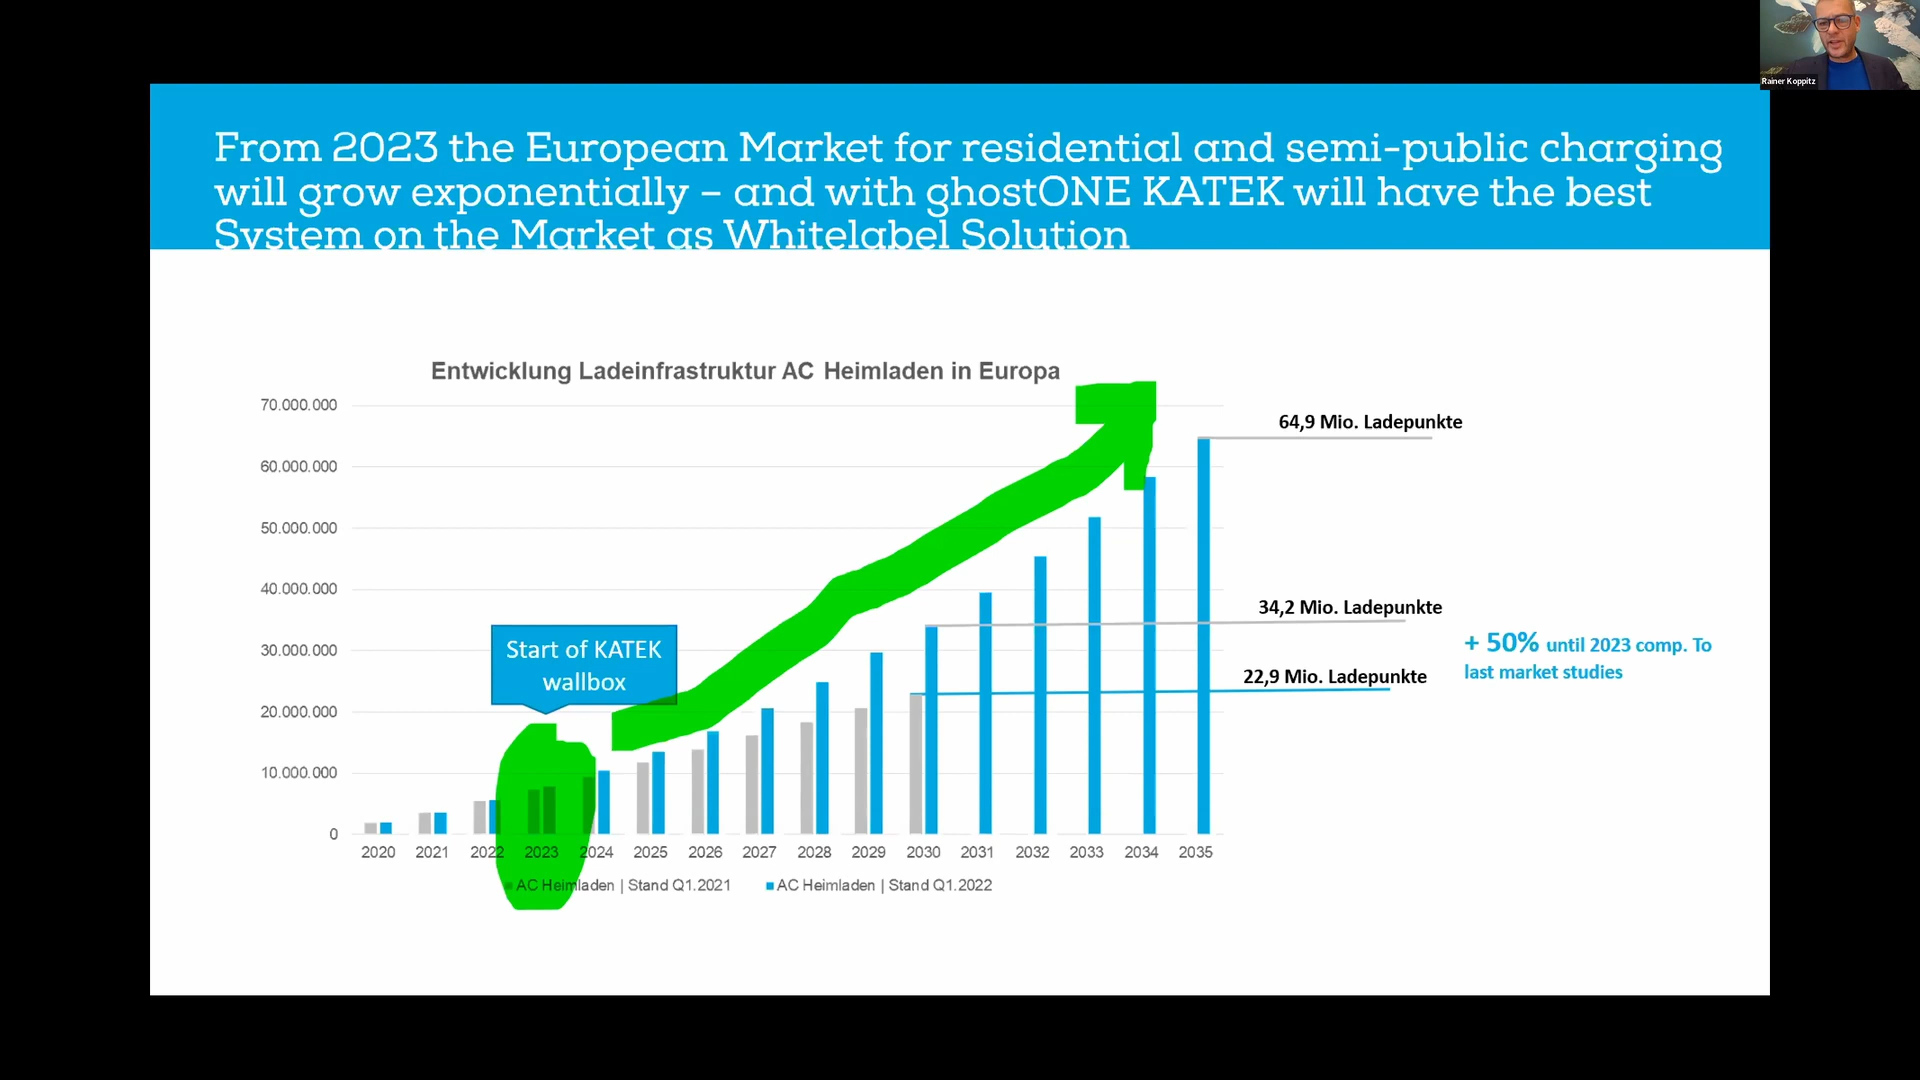 Rainer Koppitz
From 2023 the European Market for residential and semi-public charging
will grow exponentially – and with ghostONE KATEK will have the best
System on the Market as Whitelabel Solution
Entwicklung Ladeinfrastruktur AC Heimladen in Europa
70.000.000
60.000.000
50.000.000
40.000.000
30.000.000
20.000.000
10.000.000
0
Start of KATEK
wallbox
64,9 Mio. Ladepunkte
34,2 Mio. Ladepunkte
22,9 Mio. Ladepunkte
+ 50% until 2023 comp. To
last market studies
2020 2021 2022 2023 2024 2025 2026 2027 2028 2029 2030 2031 2032 2033 2034 2035
AC Heimladen | Stand Q1.2021 AC Heimladen | Stand Q1.2022